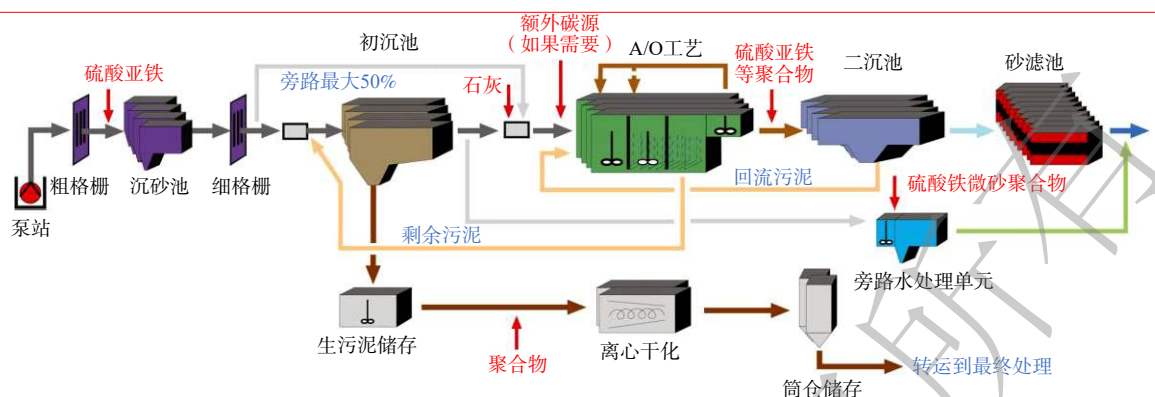 额外碳源
（如果需要）
初沉池
A/O工艺
硫酸亚铁
等聚合物
二沉池
砂滤池
硫酸亚铁
旁路最大50%
石灰
粗格栅
沉砂池
细格栅
回流污泥
硫酸铁微砂聚合物
泵站
剩余污泥
旁路水处理单元
生污泥储存
聚合物
离心干化
转运到最终处理
筒仓储存
所有